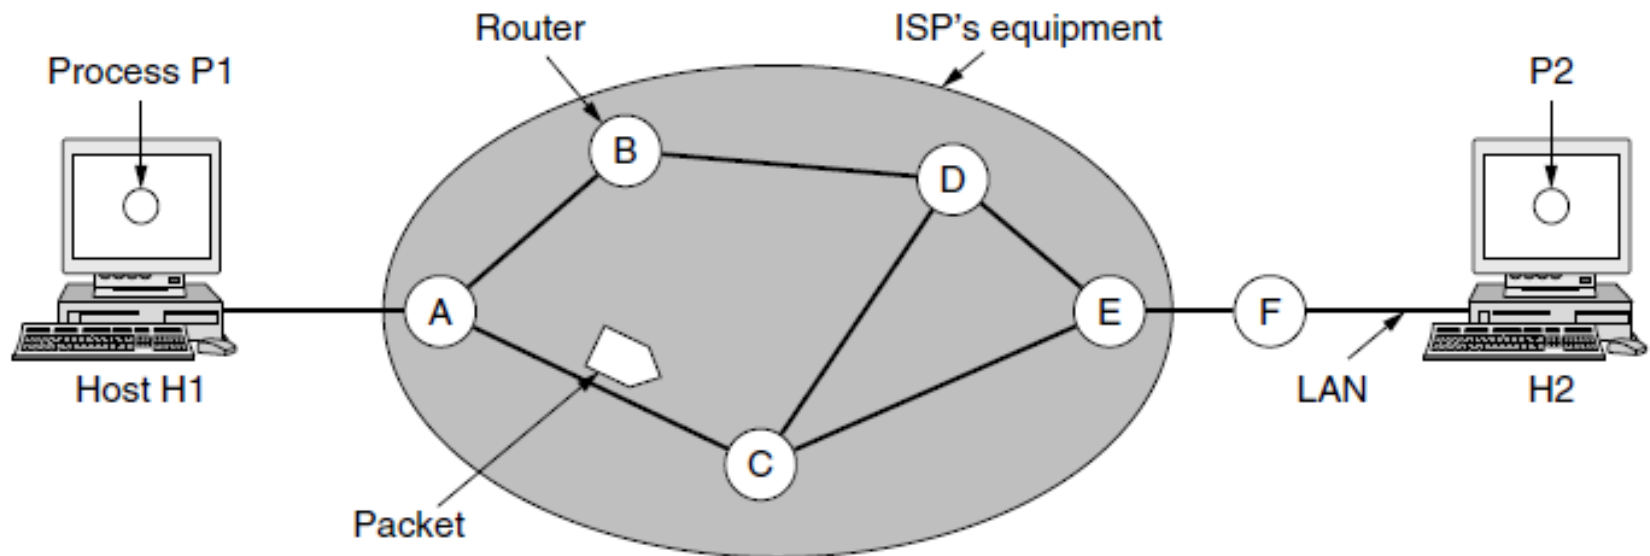 Router
ISP's equipment
Process P1
P2
B
D
A
E
F
Host H1
LAN
H2
C
Packet